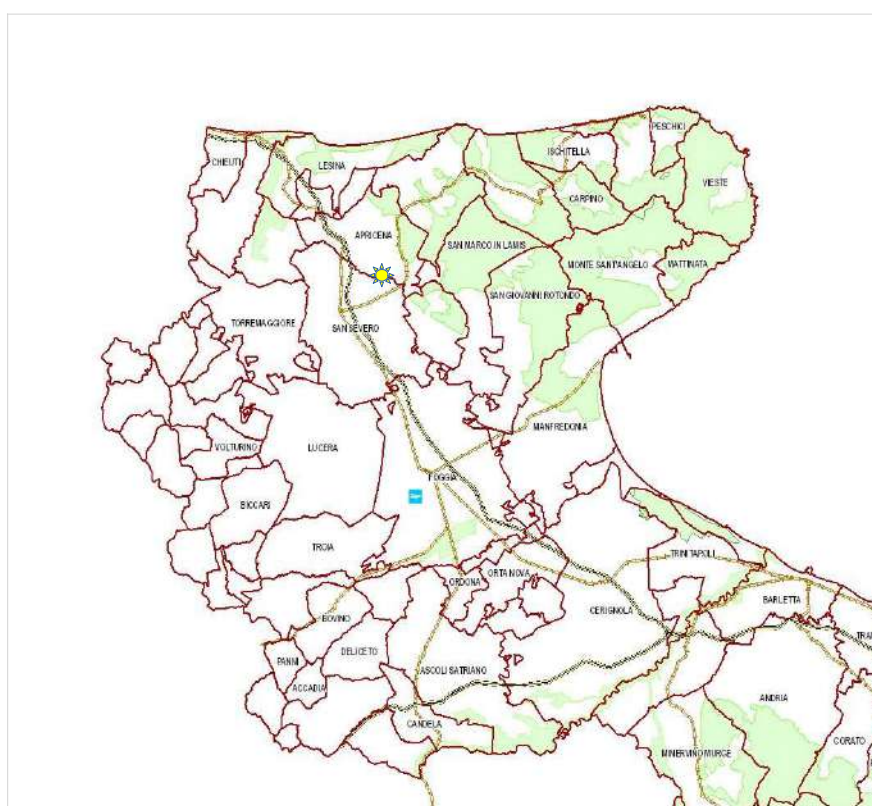 PESCHICI
ISCHITELLA
CHIEUTI
LESINA
VIESTE
CARPINO
APRICENA
SAN MARCO IN LAMIS
MONTE SANT'ANGELO
MATTINATA
SAN GIOVANNI ROTONDO
TORREMAGGIORE
SAN SEVERO
MANFREDONIA
VOLTURINO
LUCERA
FOGGIA
BICCARI
TROIA
TRINITAPOLI
ORTA NOVA
ORDONA
BARLETTA
CERIGNOLA
BOVINO
TRA
DELICETO
PANNI
ASCOLI SATRIANO
ACCADIA
ANDRIA
CANDELA
CORATO
MINERVINO MURGE